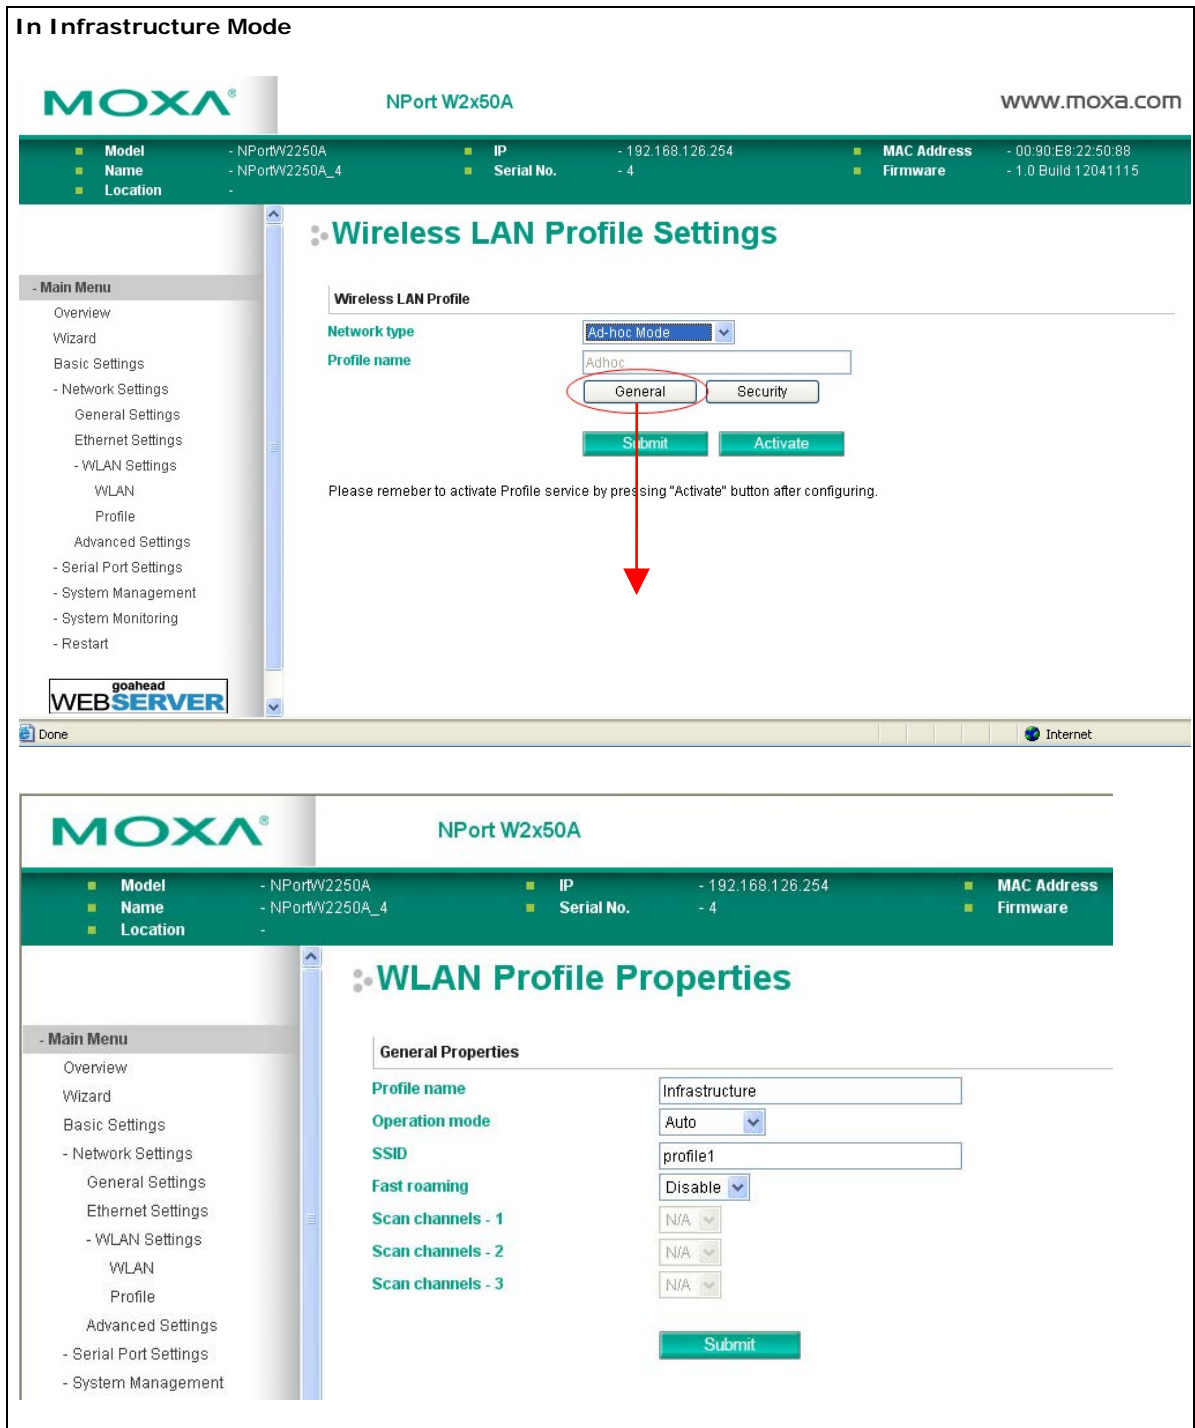 In Infrastructure Mode
MOXA®
NPort W2x50A
www.moxa.com
Model - NPortW2250A IP - 192.168.126.254 MAC Address - 00:90:E8:22:50:88
Name - NPortW2250A_4 Serial No. - 4 Firmware - 1.0 Build 12041115
Location -
Wireless LAN Profile Settings
- Main Menu
Overview
Wizard
Basic Settings
- Network Settings
General Settings
Ethernet Settings
- WLAN Settings
WLAN
Profile
Advanced Settings
- Serial Port Settings
- System Management
- System Monitoring
- Restart
goahead
WEBSERVER
Wireless LAN Profile
Network type Ad-hoc Mode
Profile name Adhoc
General Security
Submit Activate
Please remeber to activate Profile service by pressing "Activate" button after configuring.
Done Internet
MOXA®
NPort W2x50A
Model - NPortW2250A IP - 192.168.126.254 MAC Address
Name - NPortW2250A_4 Serial No. - 4 Firmware
Location -
WLAN Profile Properties
- Main Menu
Overview
Wizard
Basic Settings
- Network Settings
General Settings
Ethernet Settings
- WLAN Settings
WLAN
Profile
Advanced Settings
- Serial Port Settings
- System Management
General Properties
Profile name Infrastructure
Operation mode Auto
SSID profile1
Fast roaming Disable
Scan channels - 1 N/A
Scan channels - 2 N/A
Scan channels - 3 N/A
Submit